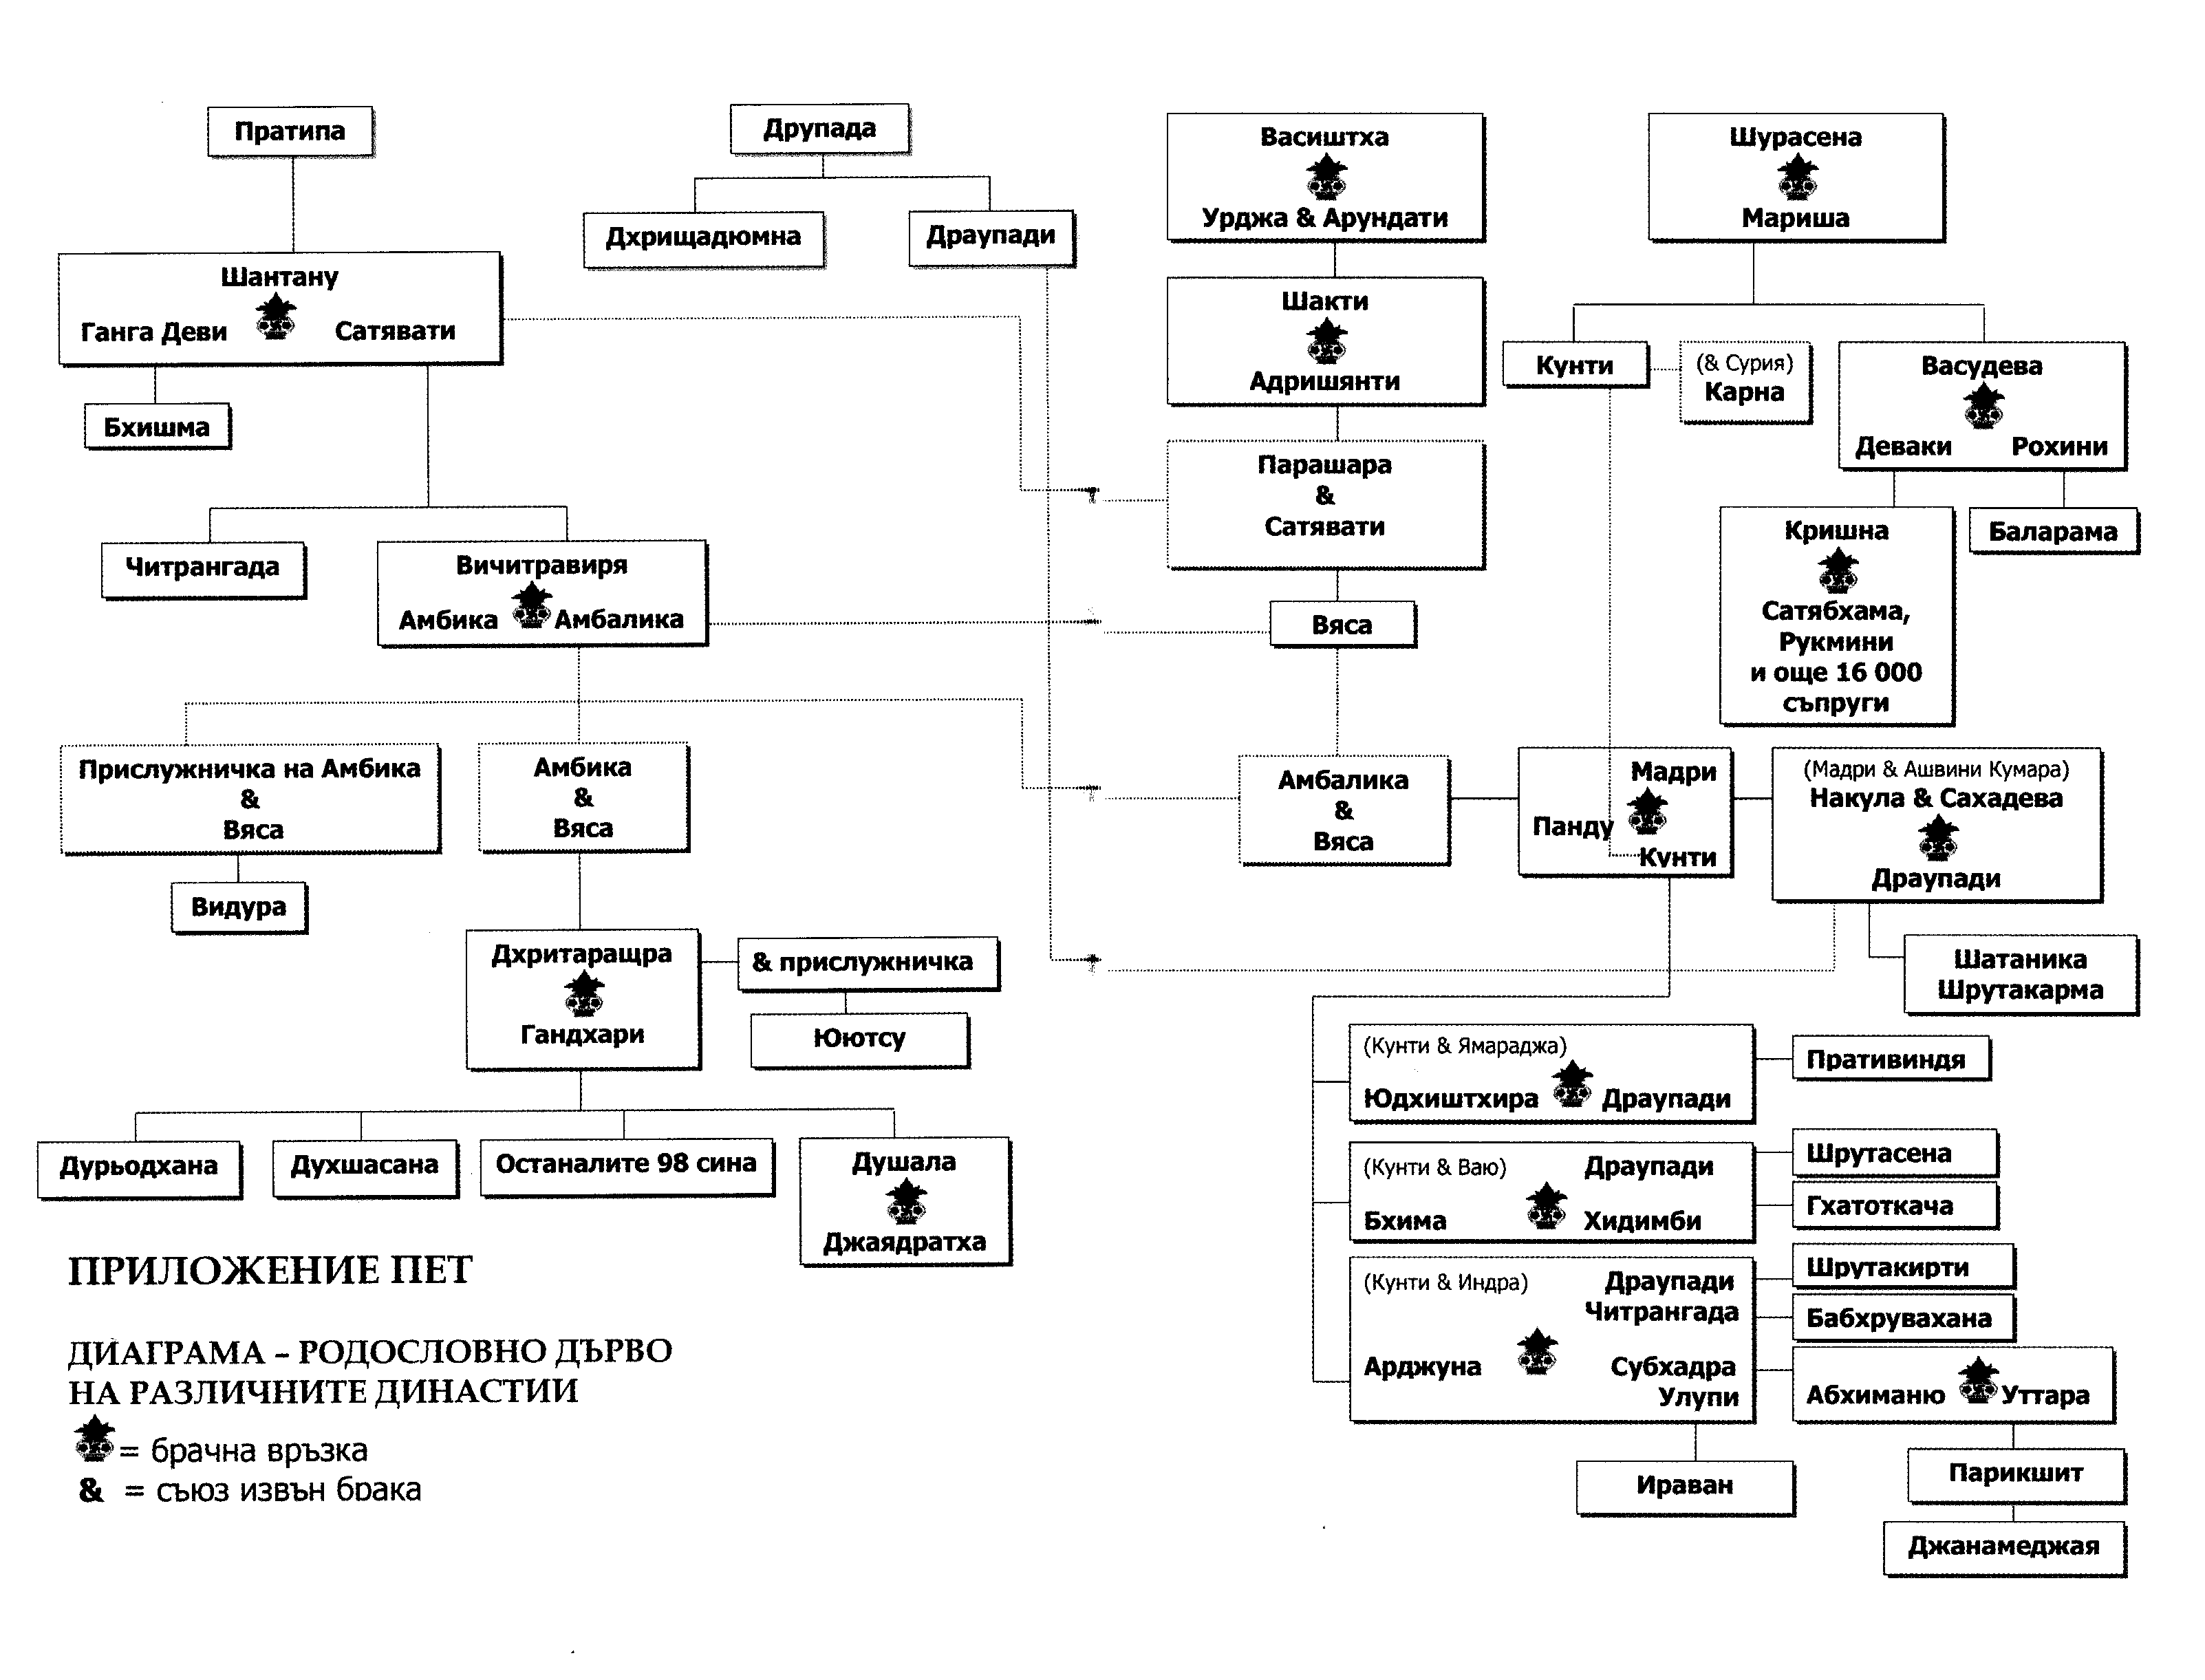 Пратипа
Шантану
Ганга Деви Сатявати
Бхишма
Читрангада
Вичитравиря
Амбика Амбалика
Прислужничка на Амбика
&
Вяса
Видура
Амбика
&
Вяса
Дхритаращра
Гандхари
& прислужничка
Юютсу
Дурьодхана
Духшасана
Останалите 98 сина
Душала
Джаядратха
Друпада
Дхрищадюмна
Драупади
Васиштха
Урджа & Арундати
Шакти
Адришянти
Парашара
&
Сатявати
Вяса
Амбалика
&
Вяса
Шурасена
Мариша
Кунти
(& Сурия)
Карна
Васудева
Деваки Рохини
Кришна
Сатябхама,
Рукмини
и още 16 000
съпруги
Баларама
Мадри
Панду
Кунти
(Мадри & Ашвини Кумара)
Накула & Сахадева
Драупади
Шатаника
Шрутакарма
(Кунти & Ямараджа)
Юдхиштхира Драупади
Пративиндя
(Кунти & Ваю) Драупади
Бхима Хидимби
Шрутасена
Гхатоткача
(Кунти & Индра) Драупади
Читрангада
Арджуна Субхадра
Улупи
Шрутакирти
Бабхрувахана
Абхиманю Уттара
Ираван
Парикшит
Джанамеджая
ПРИЛОЖЕНИЕ ПЕТ
ДИАГРАМА – РОДОСЛОВНО ДЪРВО
НА РАЗЛИЧНИТЕ ДИНАСТИИ
= брачна връзка
& = съюз извън брака